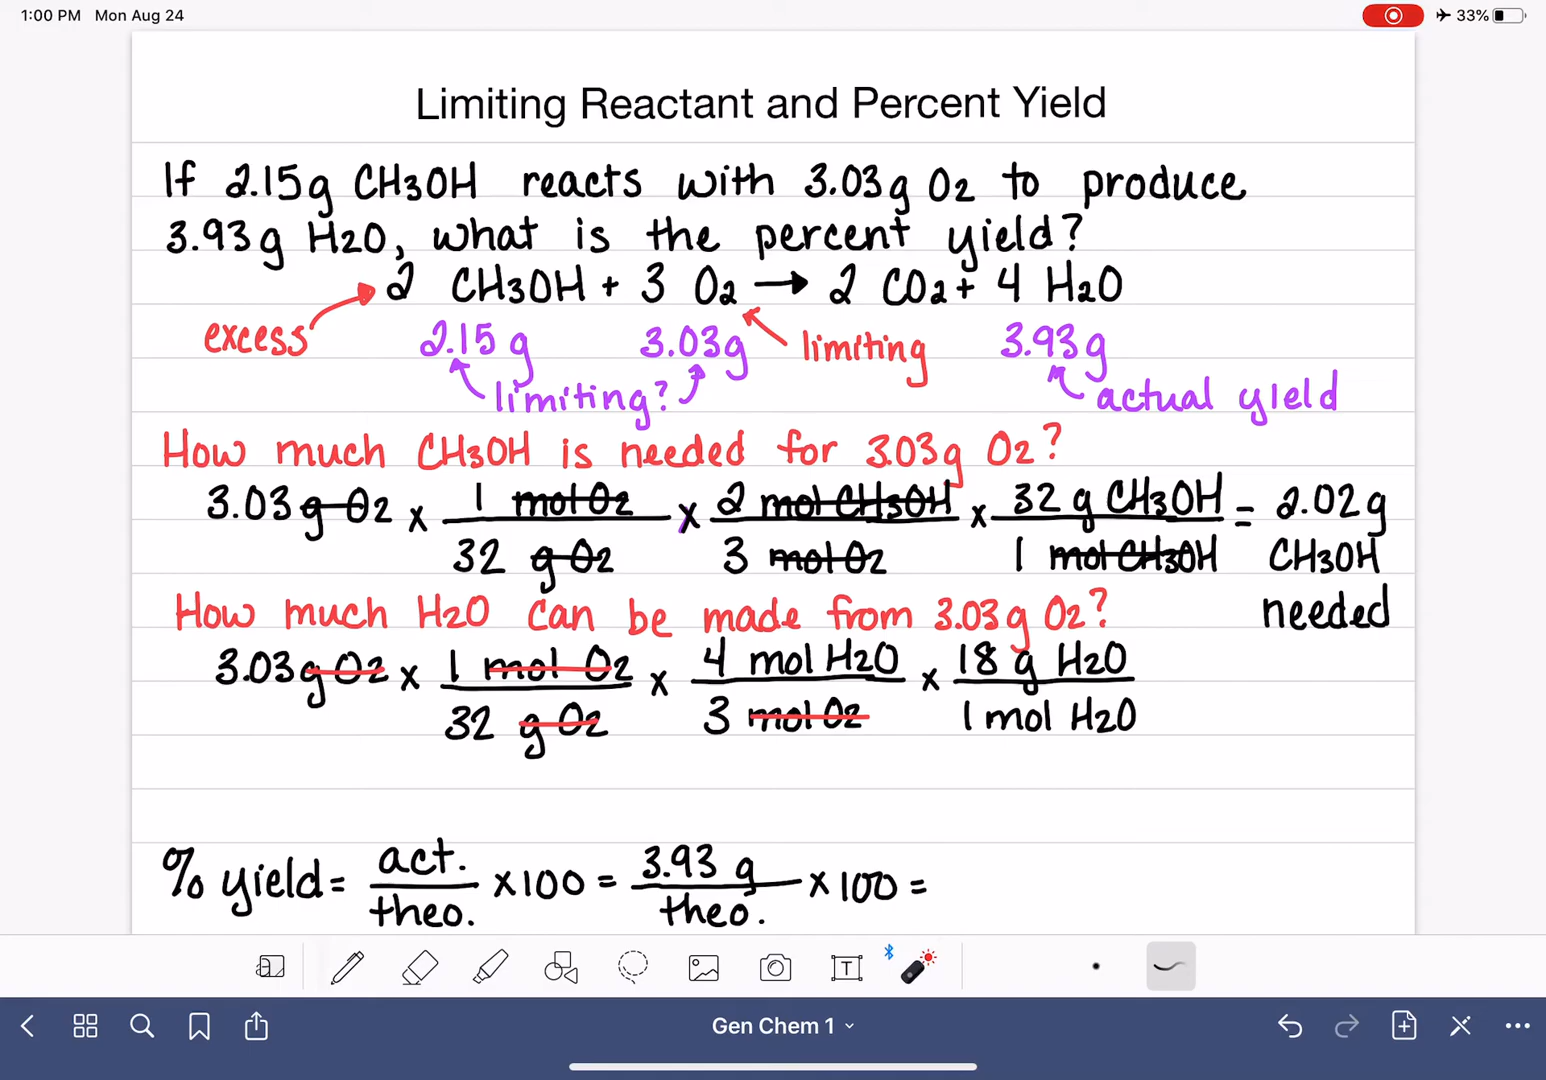 1:00 PM Mon Aug 24
33%
Limiting Reactant and Percent Yield
If 2.15g CH3OH reacts with 3.03g O2 to produce
3.93g H2O, what is the percent yield?
2 CH3OH + 3 O2 → 2 CO2 + 4 H2O
excess 2.15 g 3.03g limiting 3.93g
limiting? actual yield
How much CH3OH is needed for 3.03g O2?
3.03 g O2 x 1 mol O2 / 32 g O2 x 2 mol CH3OH / 3 mol O2 x 32 g CH3OH / 1 mol CH3OH = 2.02g CH3OH needed
How much H2O can be made from 3.03g O2?
3.03 g O2 x 1 mol O2 / 32 g O2 x 4 mol H2O / 3 mol O2 x 18 g H2O / 1 mol H2O
% yield = act. / theo. x100 = 3.93 g / theo. x 100 =
T
Gen Chem 1